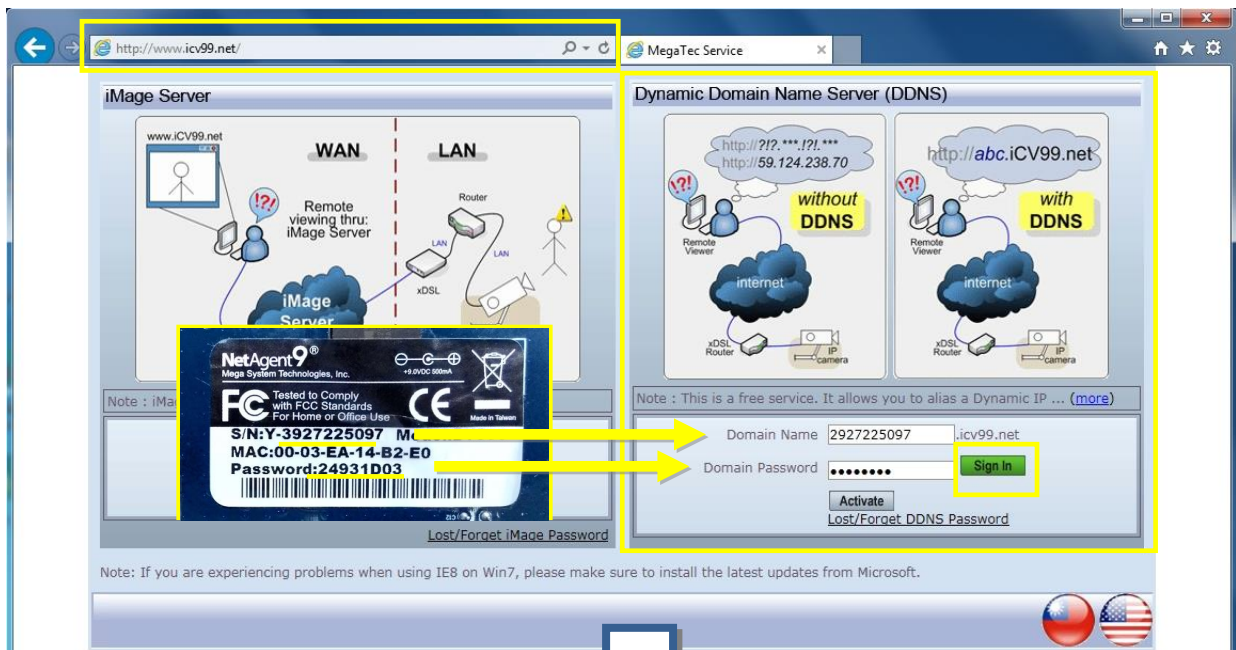 http://www.icv99.net/
MegaTec Service
iMage Server
www.iCV99.net
WAN
LAN
!?/
Remote
viewing thru:
iMage Server
Router
LAN
LAN
xDSL
iMage
Server
NetAgent9®
Mega System Technologies, Inc.
+9.0VDC 500mA
FC
Tested to Comply
with FCC Standards
For Home or Office Use
CE
Made in Taiwan
S/N:Y-3927225097
MAC:00-03-EA-14-B2-E0
Password:24931D03
Note : iMa
Lost/Forget iMage Password
Dynamic Domain Name Server (DDNS)
http://?!?.***.!?!.***
http://59.124.238.70
\?!
without
DDNS
Remote
Viewer
internet
xDSL
Router
IP
camera
http://abc.iCV99.net
\?!
with
DDNS
Remote
Viewer
internet
xDSL
Router
IP
camera
Note : This is a free service. It allows you to alias a Dynamic IP ... (more)
Domain Name 2927225097 .icv99.net
Domain Password ●●●●●●●● Sign In
Activate
Lost/Forget DDNS Password
Note: If you are experiencing problems when using IE8 on Win7, please make sure to install the latest updates from Microsoft.